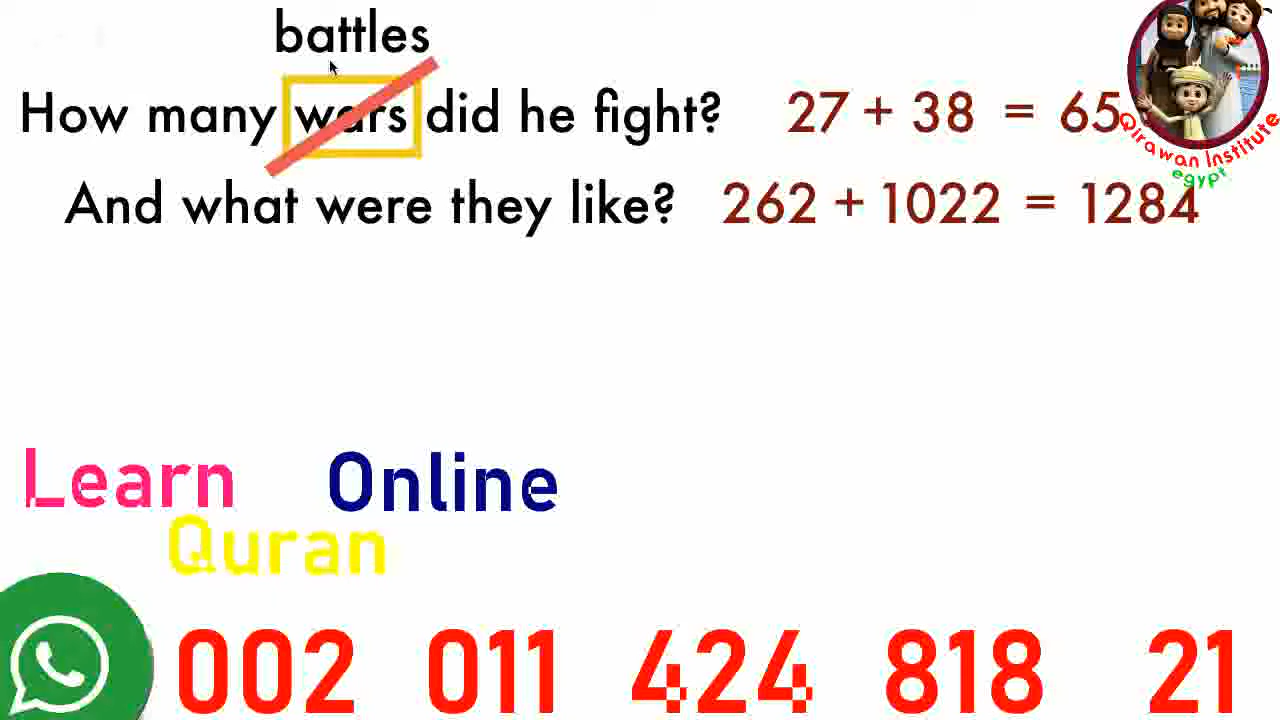 battles
How many wars did he fight? 27 + 38 = 65
And what were they like? 262 + 1022 = 1284
Qirawan Institute
egypt
Learn Online
Quran
002 011 424 818 21